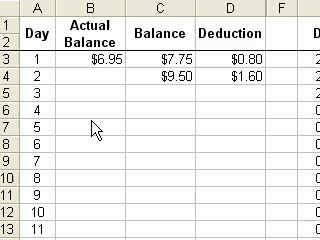 A B C D F
1 Day Actual Balance Balance Deduction
2
3 1 $6.95 $7.75 $0.80
4 2 $9.50 $1.60
5 3
6 4
7 5
8 6
9 7
10 8
11 9
12 10
13 11